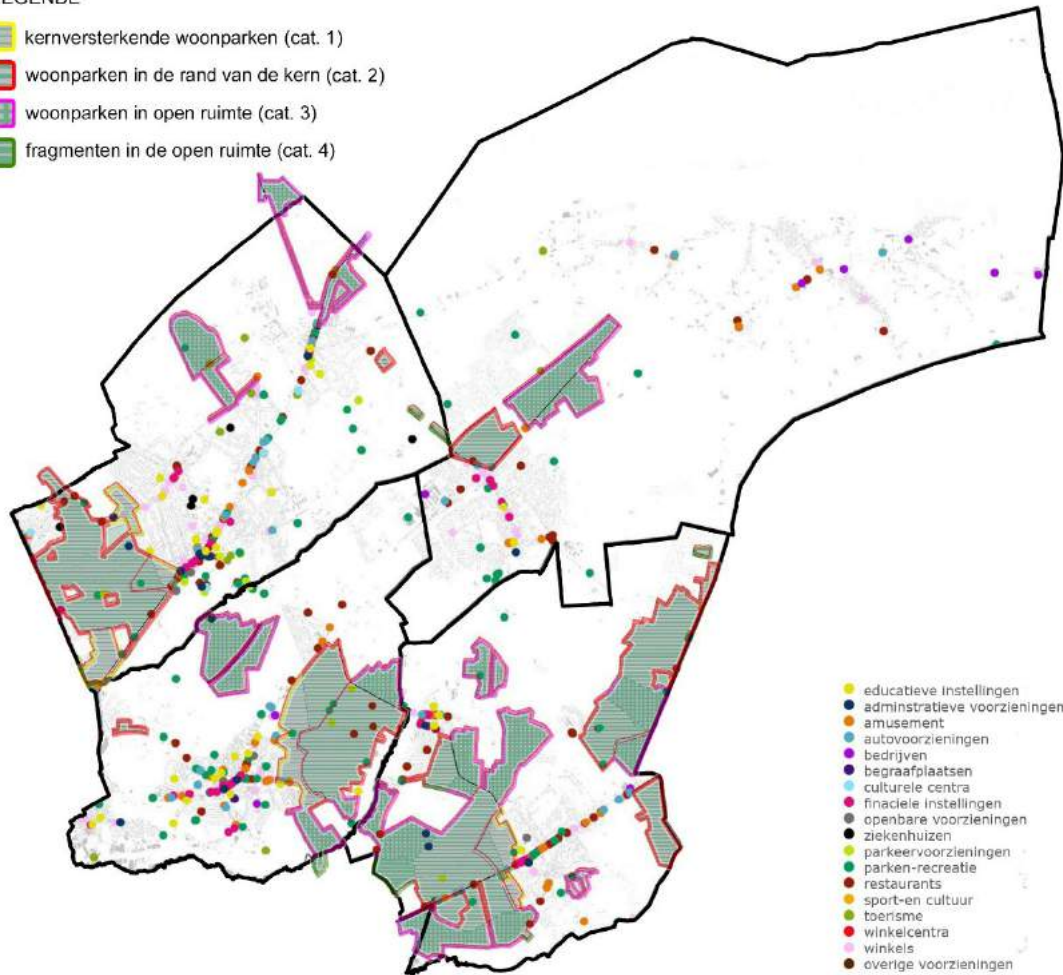 LEGENDE
kernversterkende woonparken (cat. 1)
woonparken in de rand van de kern (cat. 2)
woonparken in open ruimte (cat. 3)
fragmenten in de open ruimte (cat. 4)
educatieve instellingen
adminstratieve voorzieningen
amusement
autovoorzieningen
bedrijven
begraafplaatsen
culturele centra
finaciele instellingen
openbare voorzieningen
ziekenhuizen
parkeervoorzieningen
parken-recreatie
restaurants
sport-en cultuur
toerisme
winkelcentra
winkels
overige voorzieningen